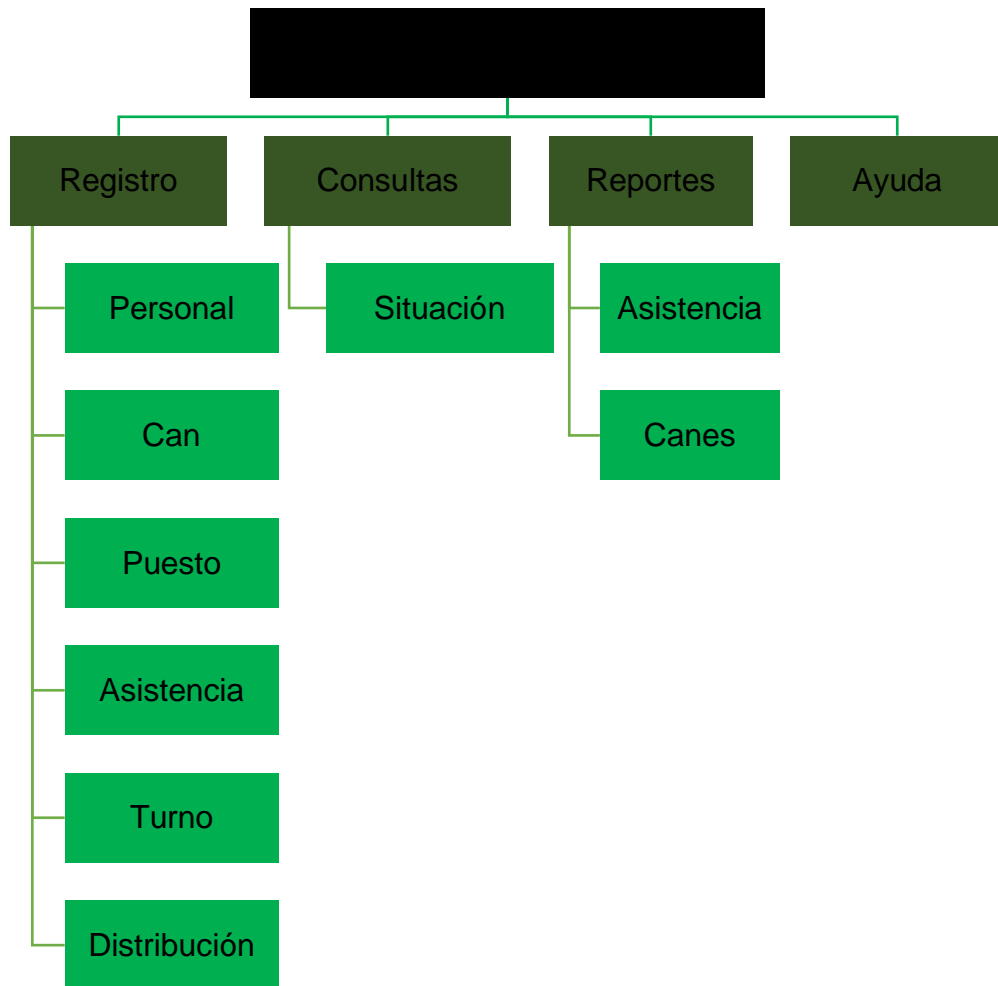 Registro
Consultas
Reportes
Ayuda
Personal
Situación
Asistencia
Can
Canes
Puesto
Asistencia
Turno
Distribución